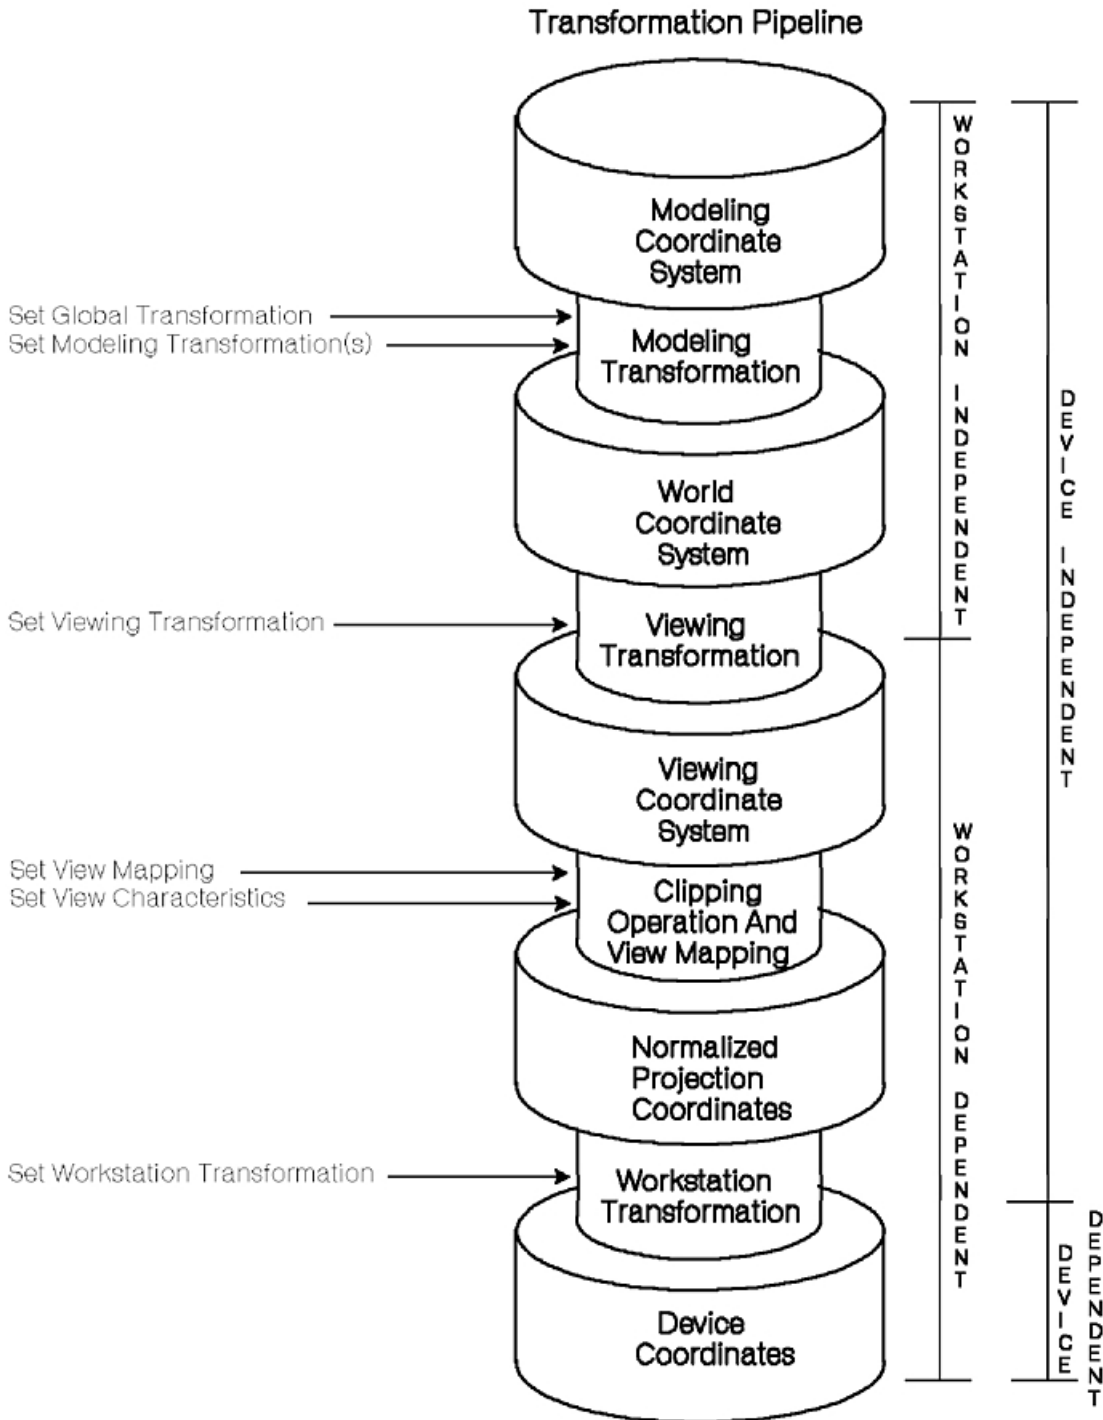 Transformation Pipeline
Modeling
Coordinate
System
Set Global Transformation
Set Modeling Transformation(s)
Modeling
Transformation
World
Coordinate
System
Set Viewing Transformation
Viewing
Transformation
Viewing
Coordinate
System
Set View Mapping
Set View Characteristics
Clipping
Operation And
View Mapping
Normalized
Projection
Coordinates
Set Workstation Transformation
Workstation
Transformation
Device
Coordinates
WORKSTATION INDEPENDENT
WORKSTATION DEPENDENT
DEVICE INDEPENDENT
DEVICE
DEPENDENT